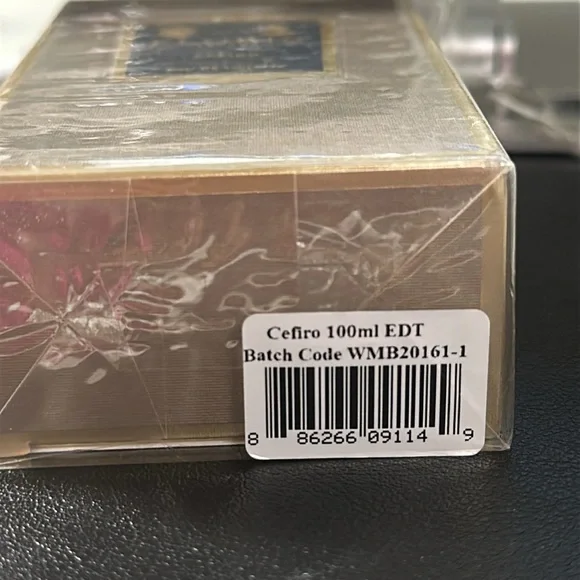 Cefiro 100ml EDT
Batch Code WMB20161-1
8 86266 09114 9